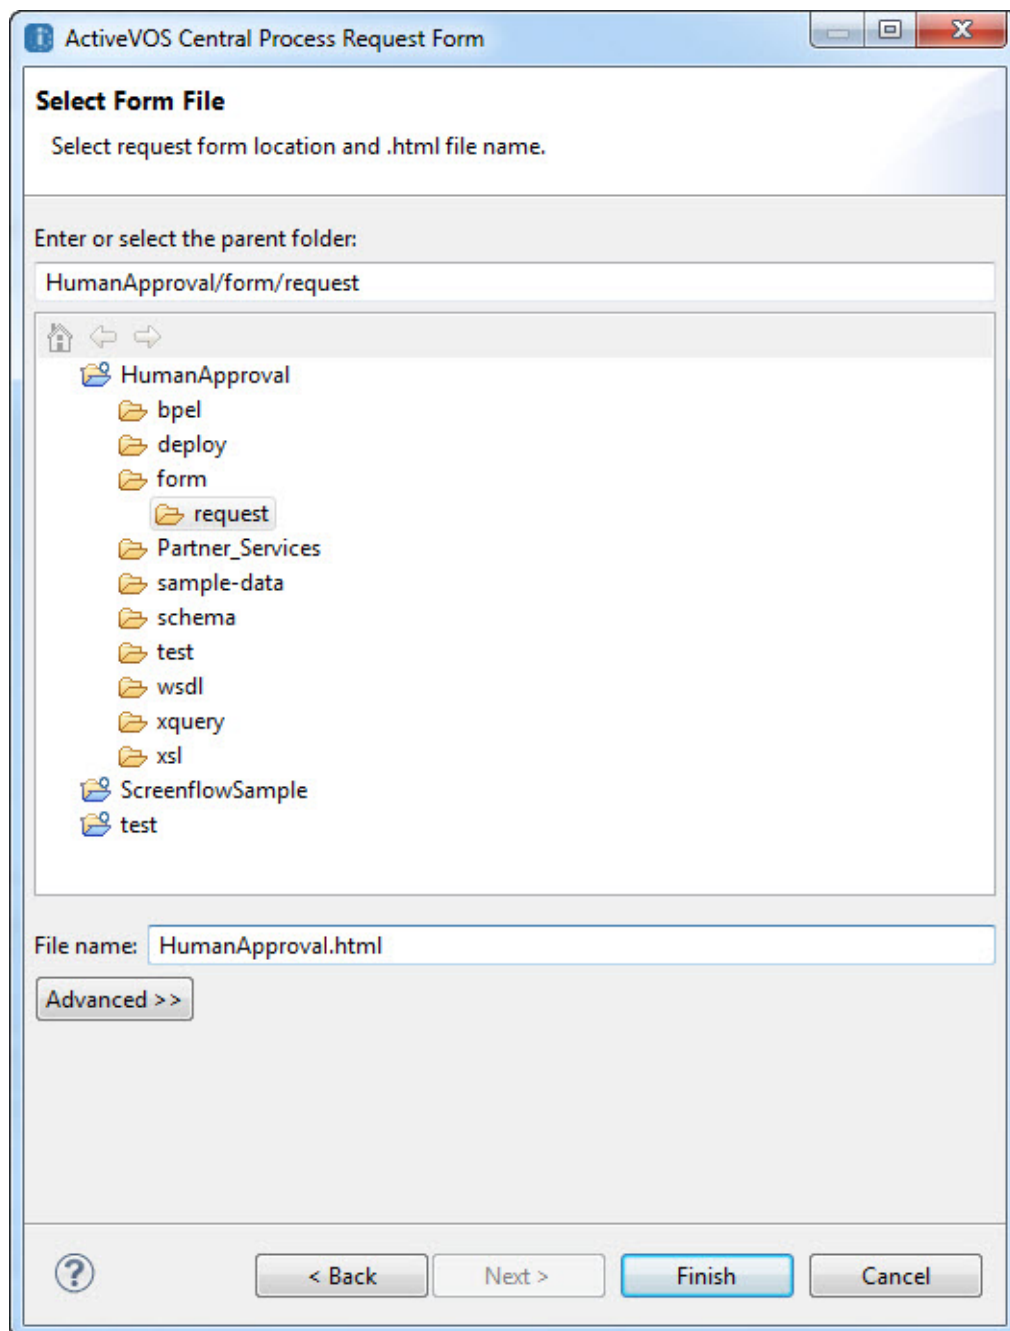 ActiveVOS Central Process Request Form
Select Form File
Select request form location and .html file name.
Enter or select the parent folder:
HumanApproval/form/request
HumanApproval
bpel
deploy
form
request
Partner_Services
sample-data
schema
test
wsdl
xquery
xsl
ScreenflowSample
test
File name: HumanApproval.html
Advanced >>
? < Back Next > Finish Cancel